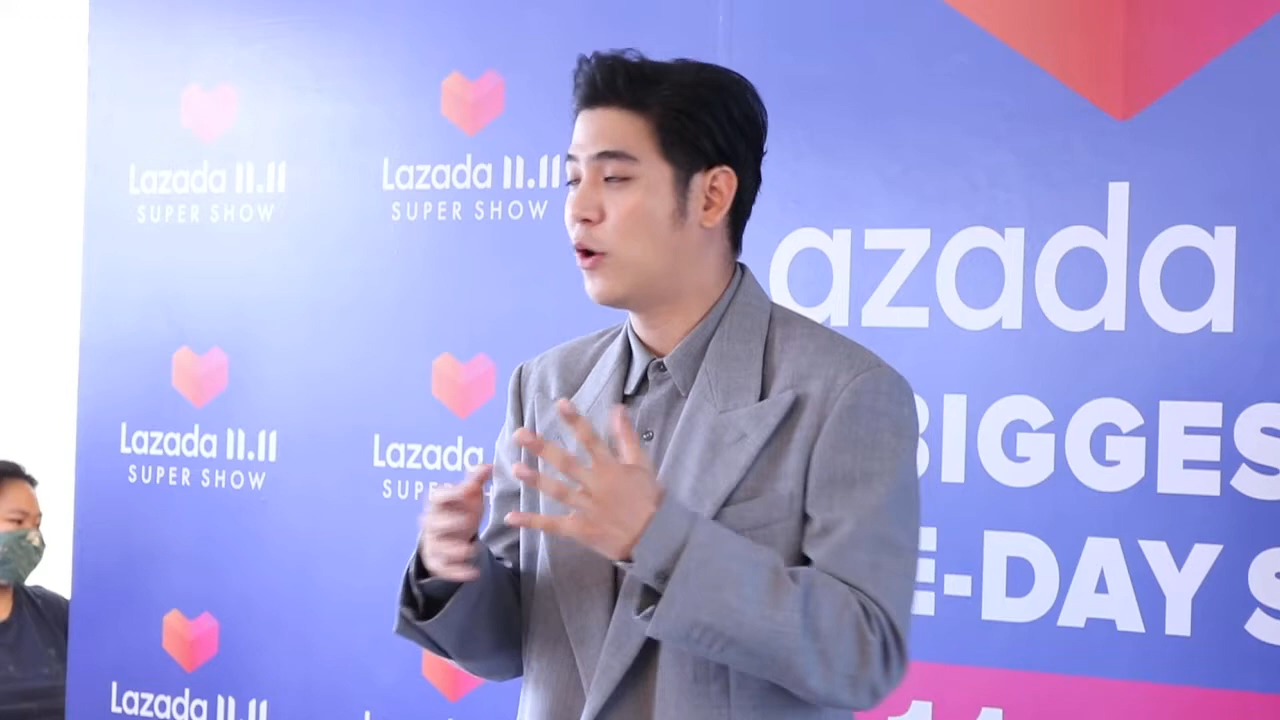 Lazada 11.11
SUPER SHOW
Lazada 11.11
SUPER SHOW
Lazada 11.11
SUPER SHOW
Lazada
SUPER
Lazada 11.11
azada
BIGGES
E-DAY S